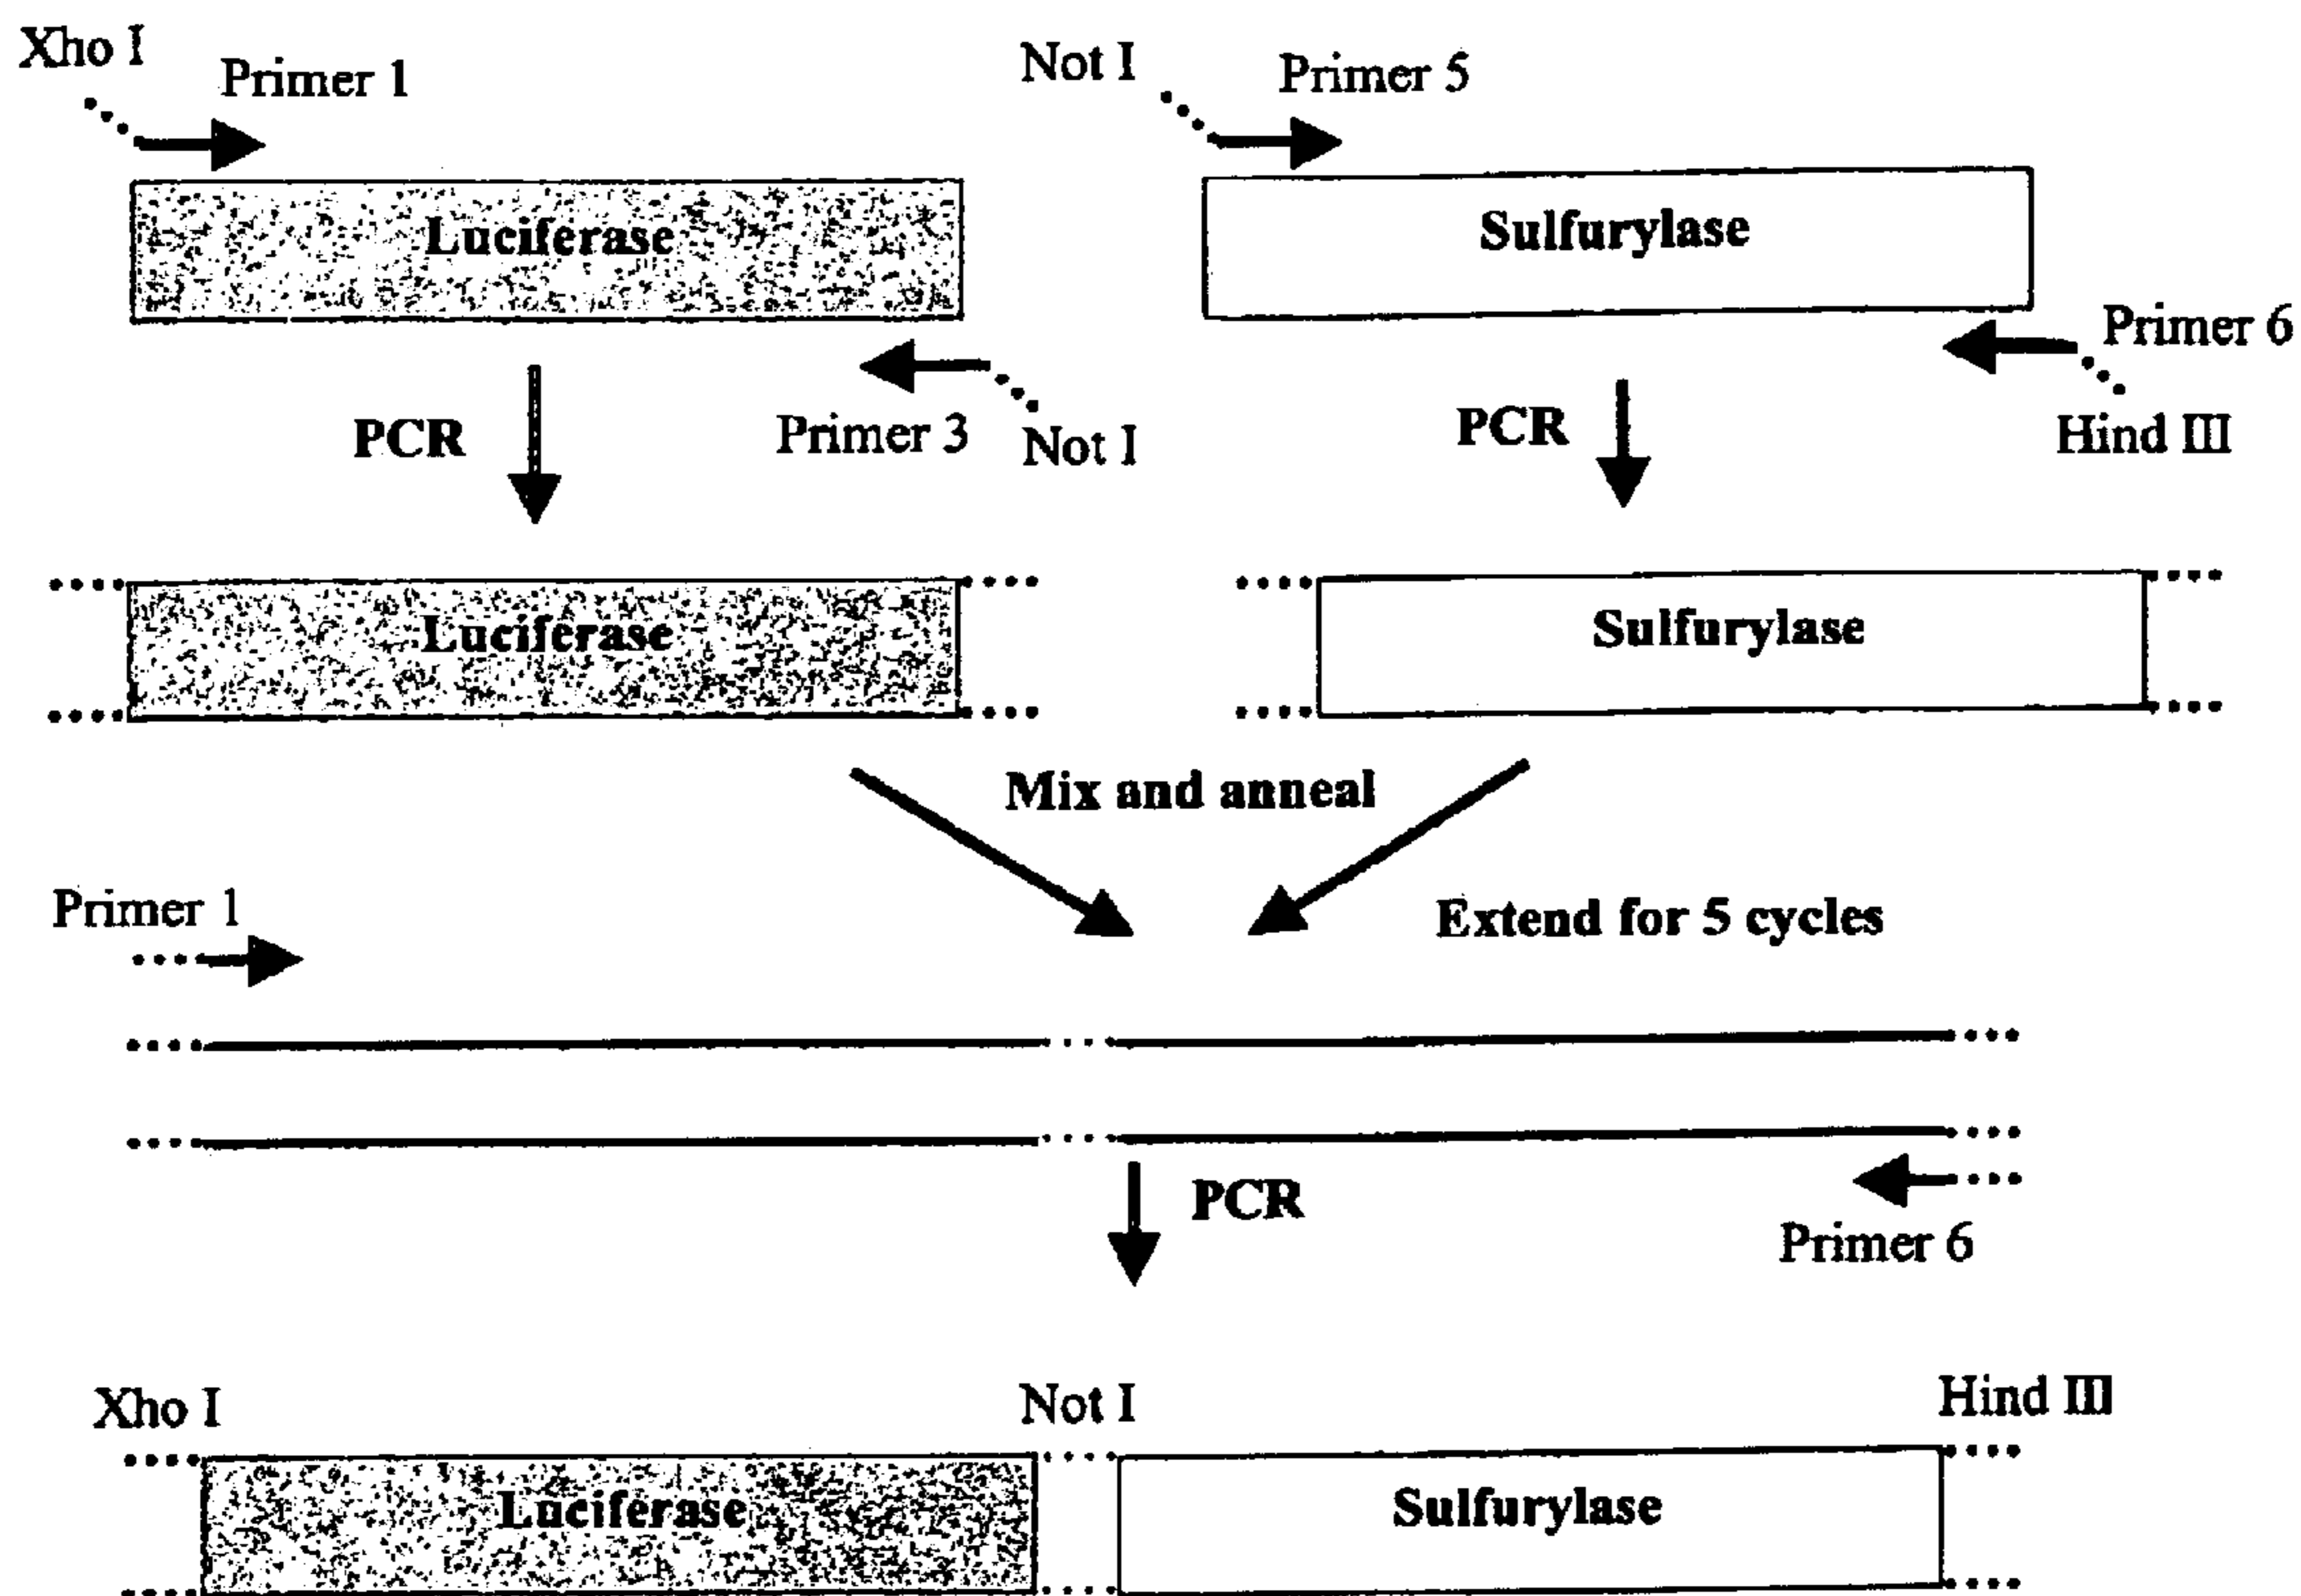 Xho I
Primer 1
Not I
Primer 5
Luciferase
Sulfurylase
Primer 6
PCR
Primer 3
Not I
PCR
Hind III
Luciferase
Sulfurylase
Mix and anneal
Primer 1
Extend for 5 cycles
PCR
Primer 6
Xho I
Not I
Hind III
Luciferase
Sulfurylase